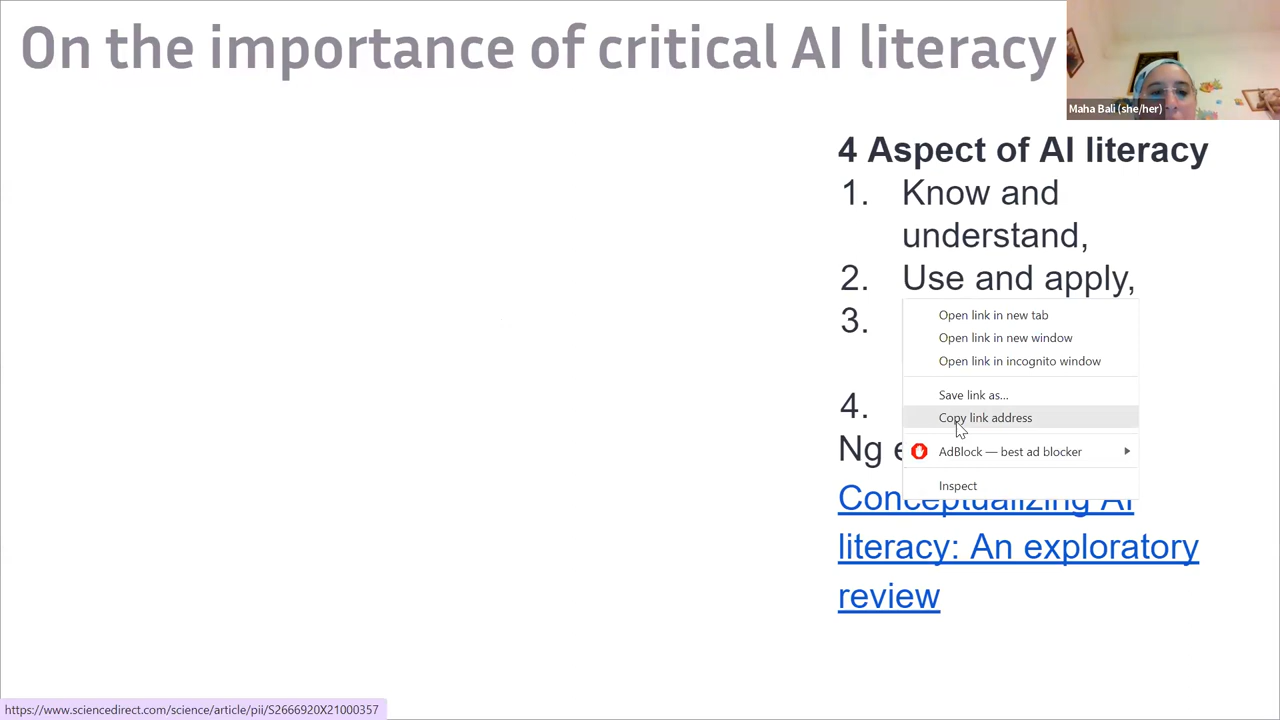 On the importance of critical AI literacy
Maha Bali (she/her)
4 Aspect of AI literacy
1. Know and
understand,
2. Use and apply,
3.
Open link in new tab
Open link in new window
Open link in incognito window
Save link as...
4.
Copy link address
Ng
AdBlock — best ad blocker
Inspect
Conceptualizing AI
literacy: An exploratory
review
https://www.sciencedirect.com/science/article/pii/S2666920X21000357